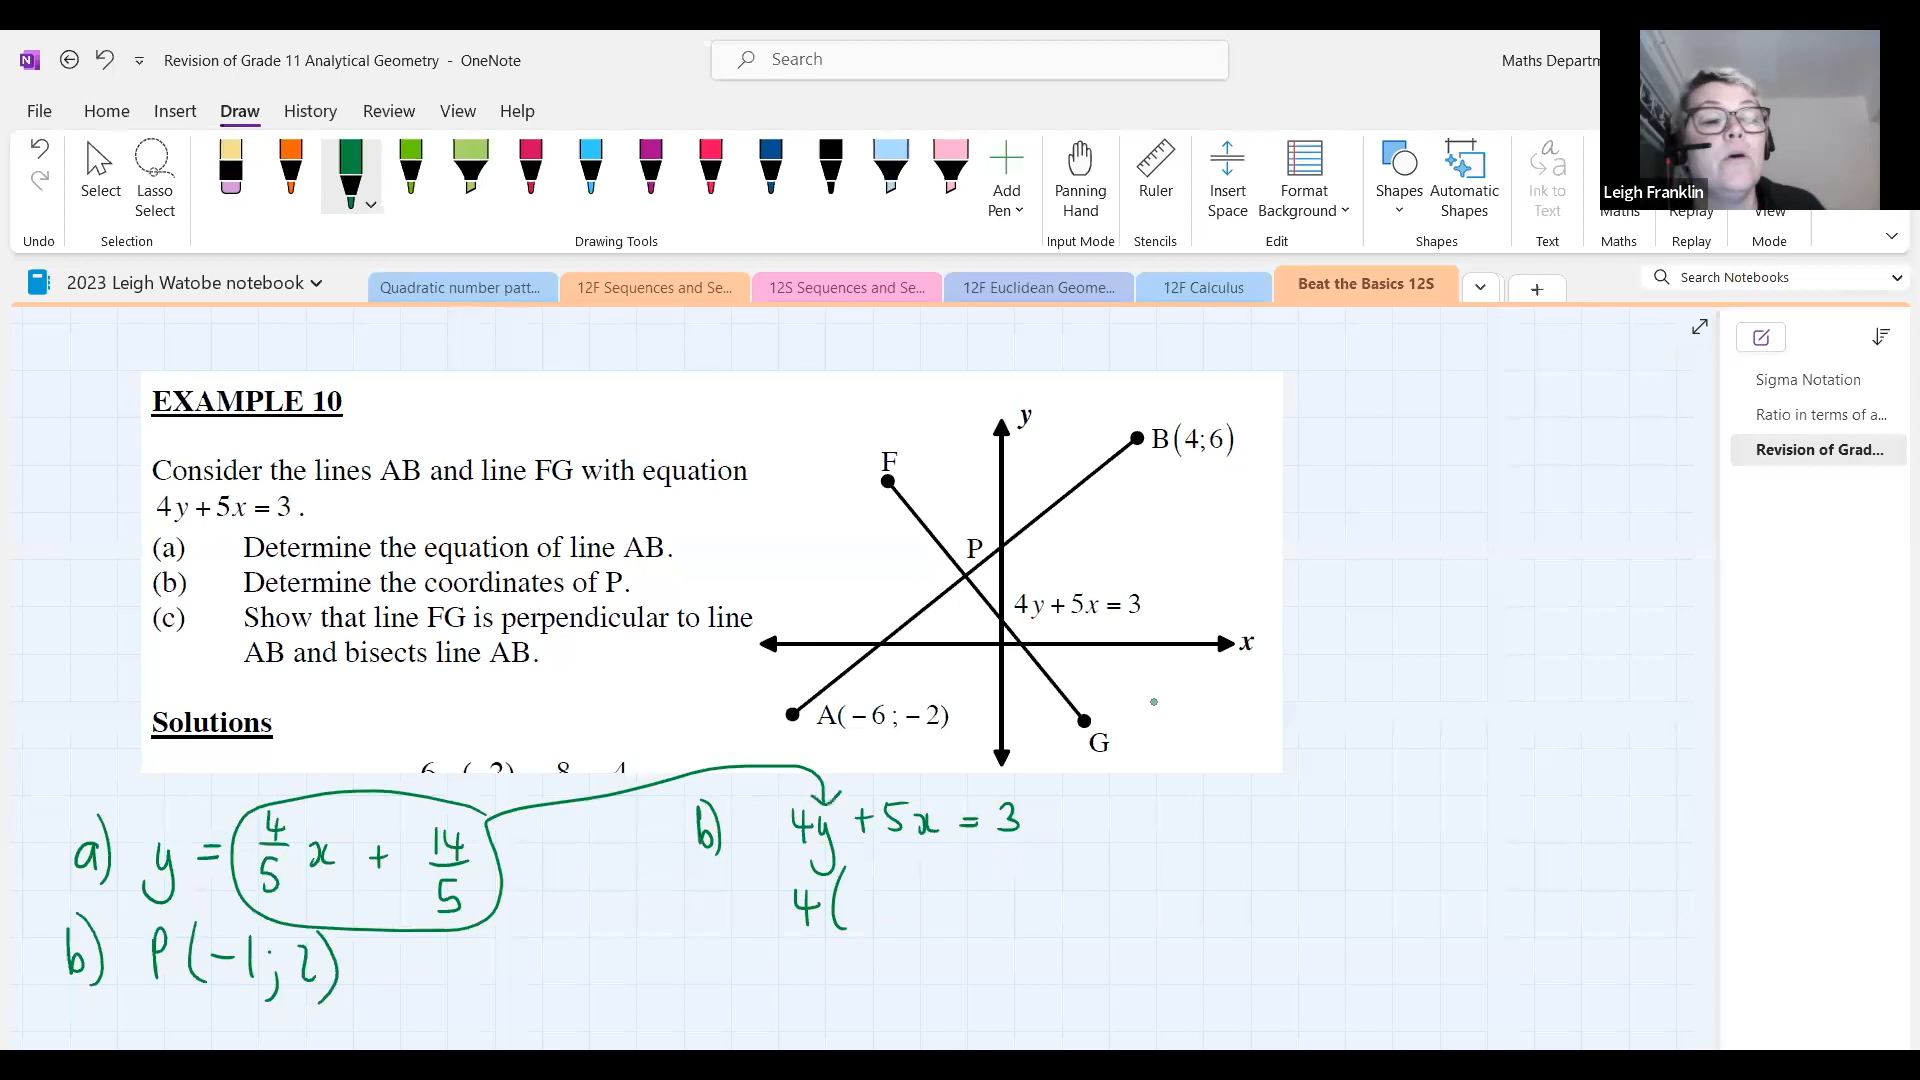 Revision of Grade 11 Analytical Geometry - OneNote
Search
Maths Departm
File Home Insert Draw History Review View Help
Select
Lasso Select
Add Pen
Panning Hand
Ruler
Insert Space
Format Background
Shapes
Automatic Shapes
Ink to Text
Maths
Replay
View
Leigh Franklin
Undo
Selection
Drawing Tools
Input Mode
Stencils
Edit
Shapes
Text
Maths
Replay
Mode
2023 Leigh Watobe notebook
Quadratic number patt...
12F Sequences and Se...
12S Sequences and Se...
12F Euclidean Geome...
12F Calculus
Beat the Basics 12S
+
Search Notebooks
Sigma Notation
Ratio in terms of a...
Revision of Grad...
EXAMPLE 10
Consider the lines AB and line FG with equation
4y + 5x = 3 .
(a) Determine the equation of line AB.
(b) Determine the coordinates of P.
(c) Show that line FG is perpendicular to line
AB and bisects line AB.
Solutions
y
B(4;6)
F
P
4y + 5x = 3
x
A(−6 ; −2)
G
a) y = 4/5 x + 14/5
b) P(-1; 2)
b) 4y + 5x = 3
4(